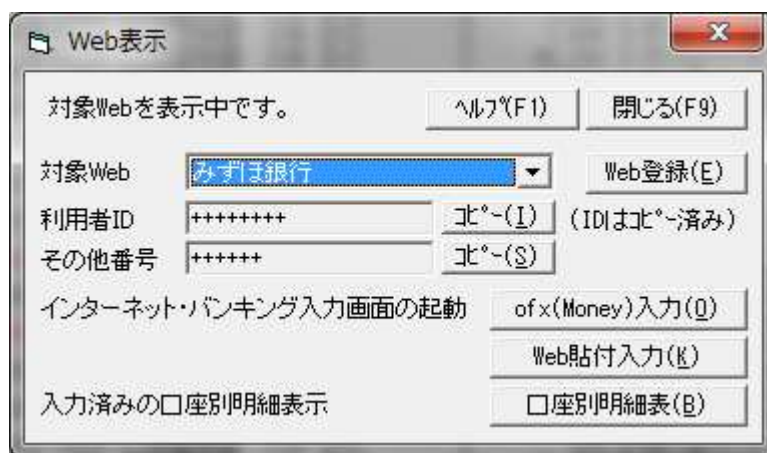 Web表示
対象Webを表示中です。 ﾍﾙﾌﾟ(F1) 閉じる(F9)
対象Web みずほ銀行 Web登録(E)
利用者ID ++++++++ ｺﾋﾟｰ(I) (IDはｺﾋﾟｰ済み)
その他番号 ++++++ ｺﾋﾟｰ(S)
インターネット・バンキング入力画面の起動 ofx(Money)入力(O)
Web貼付入力(K)
入力済みの口座別明細表示 口座別明細表(B)